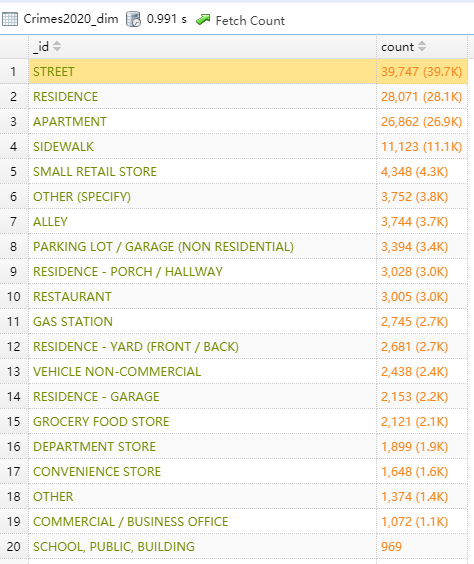 Crimes2020_dim 0.991 s Fetch Count
_id count
1 STREET 39,747 (39.7K)
2 RESIDENCE 28,071 (28.1K)
3 APARTMENT 26,862 (26.9K)
4 SIDEWALK 11,123 (11.1K)
5 SMALL RETAIL STORE 4,348 (4.3K)
6 OTHER (SPECIFY) 3,752 (3.8K)
7 ALLEY 3,744 (3.7K)
8 PARKING LOT / GARAGE (NON RESIDENTIAL) 3,394 (3.4K)
9 RESIDENCE - PORCH / HALLWAY 3,028 (3.0K)
10 RESTAURANT 3,005 (3.0K)
11 GAS STATION 2,745 (2.7K)
12 RESIDENCE - YARD (FRONT / BACK) 2,681 (2.7K)
13 VEHICLE NON-COMMERCIAL 2,438 (2.4K)
14 RESIDENCE - GARAGE 2,153 (2.2K)
15 GROCERY FOOD STORE 2,121 (2.1K)
16 DEPARTMENT STORE 1,899 (1.9K)
17 CONVENIENCE STORE 1,648 (1.6K)
18 OTHER 1,374 (1.4K)
19 COMMERCIAL / BUSINESS OFFICE 1,072 (1.1K)
20 SCHOOL, PUBLIC, BUILDING 969